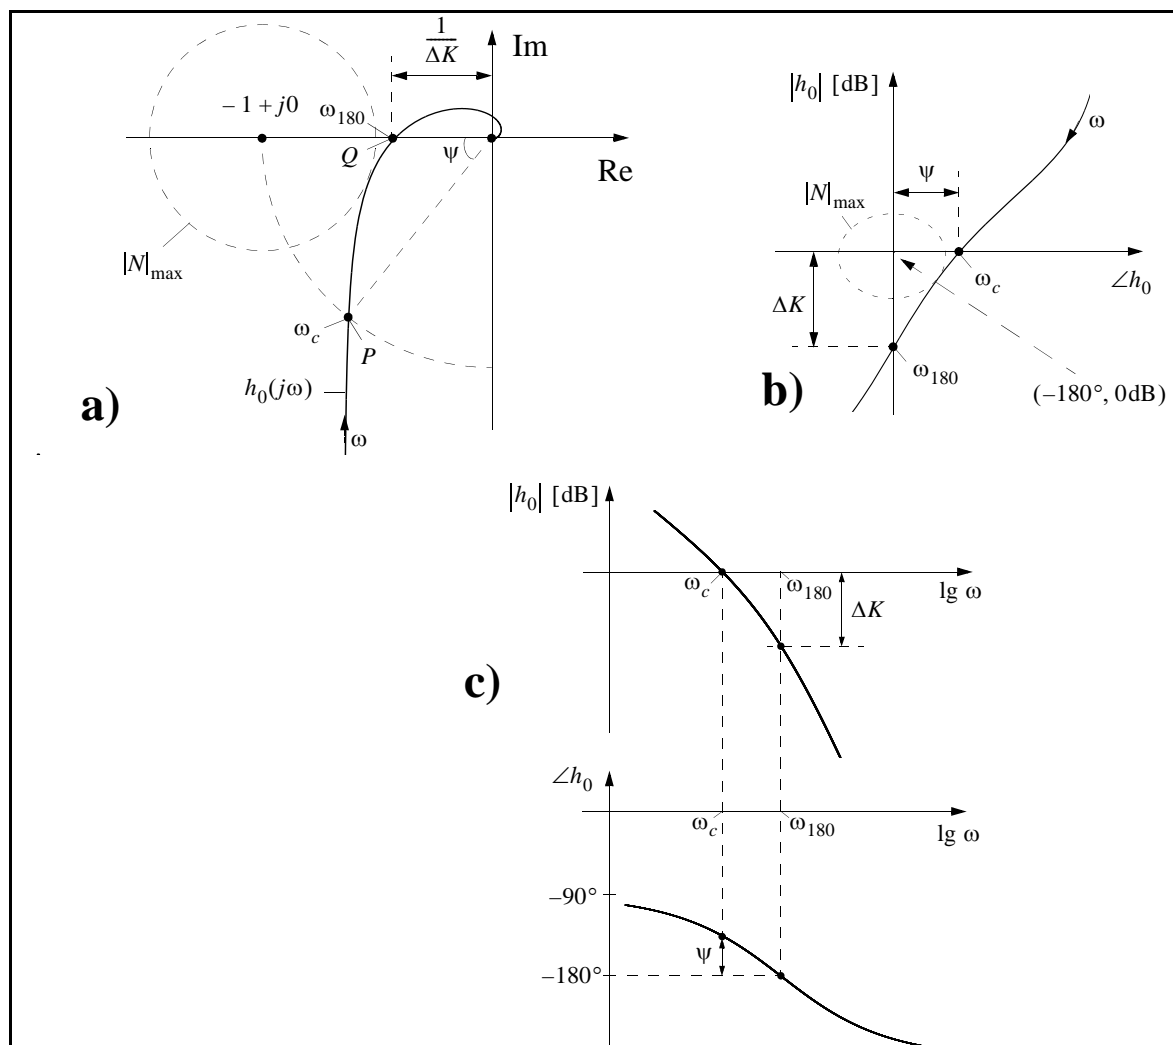 1
ΔK
Im
−1 + j0
ω180
Q
ψ
Re
|N|max
ωc
P
h0(jω)
ω
a)
|h0| [dB]
ω
ψ
|N|max
ωc
∠h0
ΔK
ω180
(−180°, 0dB)
b)
|h0| [dB]
ωc
ω180
lg ω
ΔK
c)
∠h0
ωc
ω180
lg ω
−90°
ψ
−180°